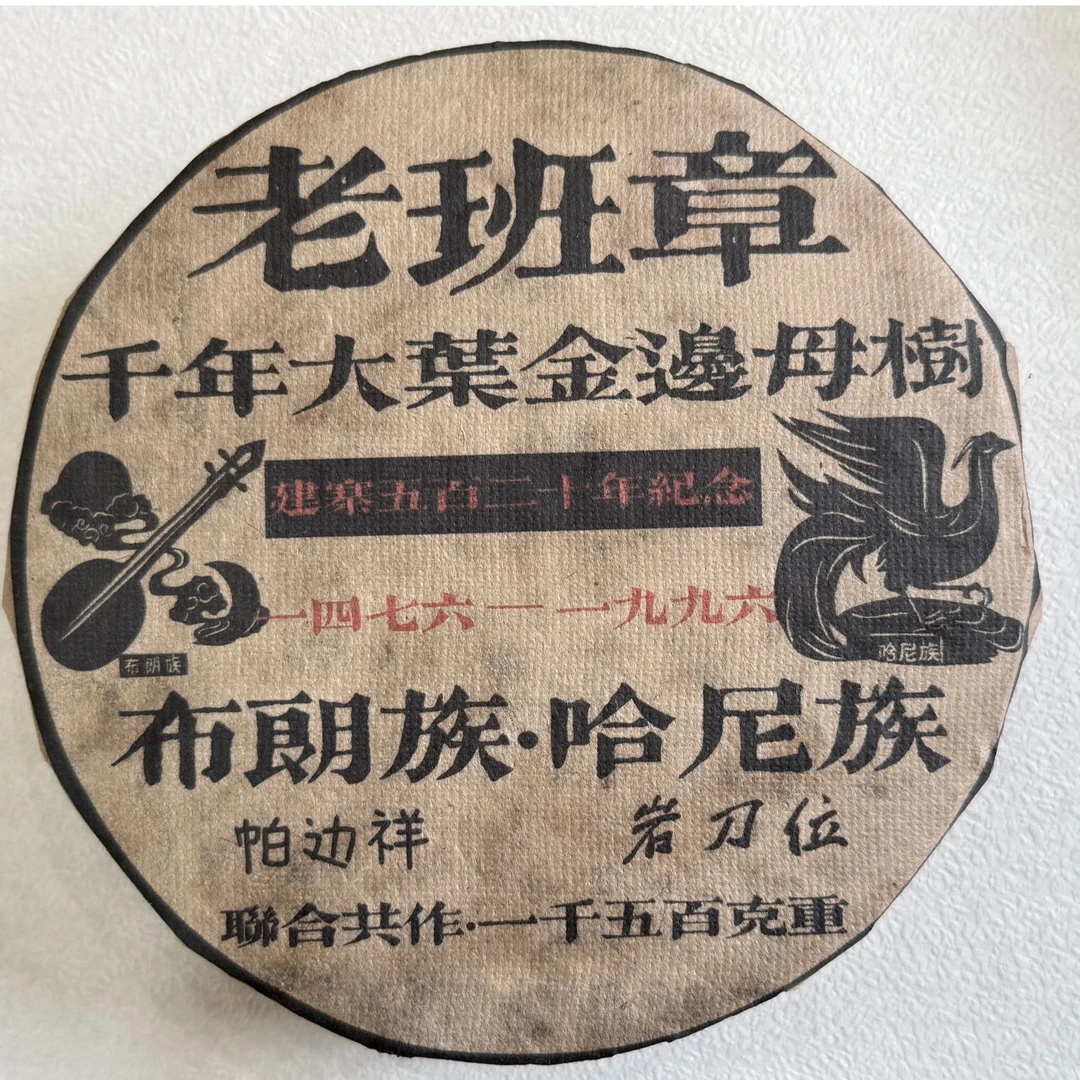 老班章
千年大葉金邊母樹
建寨五百二十年紀念
一四七六一一九九六
布朗族
哈尼族
布朗族·哈尼族
帕边祥 岩刀位
聯合共作·一千五百克重